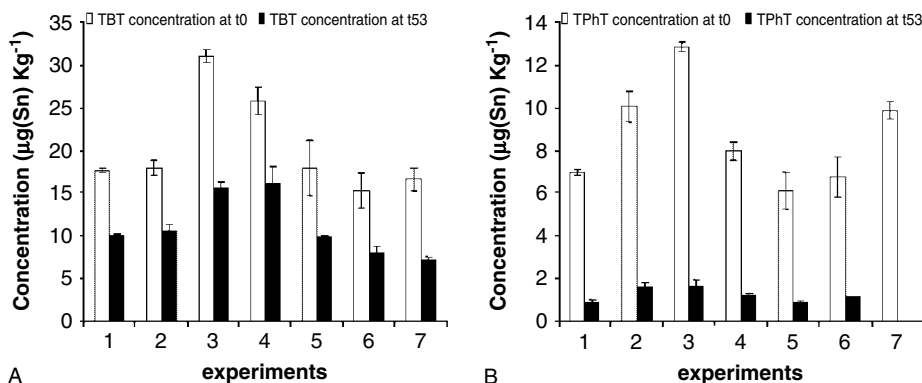 TBT concentration at t0 TBT concentration at t53
Concentration (µg(Sn) Kg-1)
35
30
25
20
15
10
5
0
1 2 3 4 5 6 7
experiments
A
TPhT concentration at t0 TPhT concentration at t53
Concentration (µg(Sn) Kg-1)
14
12
10
8
6
4
2
0
1 2 3 4 5 6 7
experiments
B